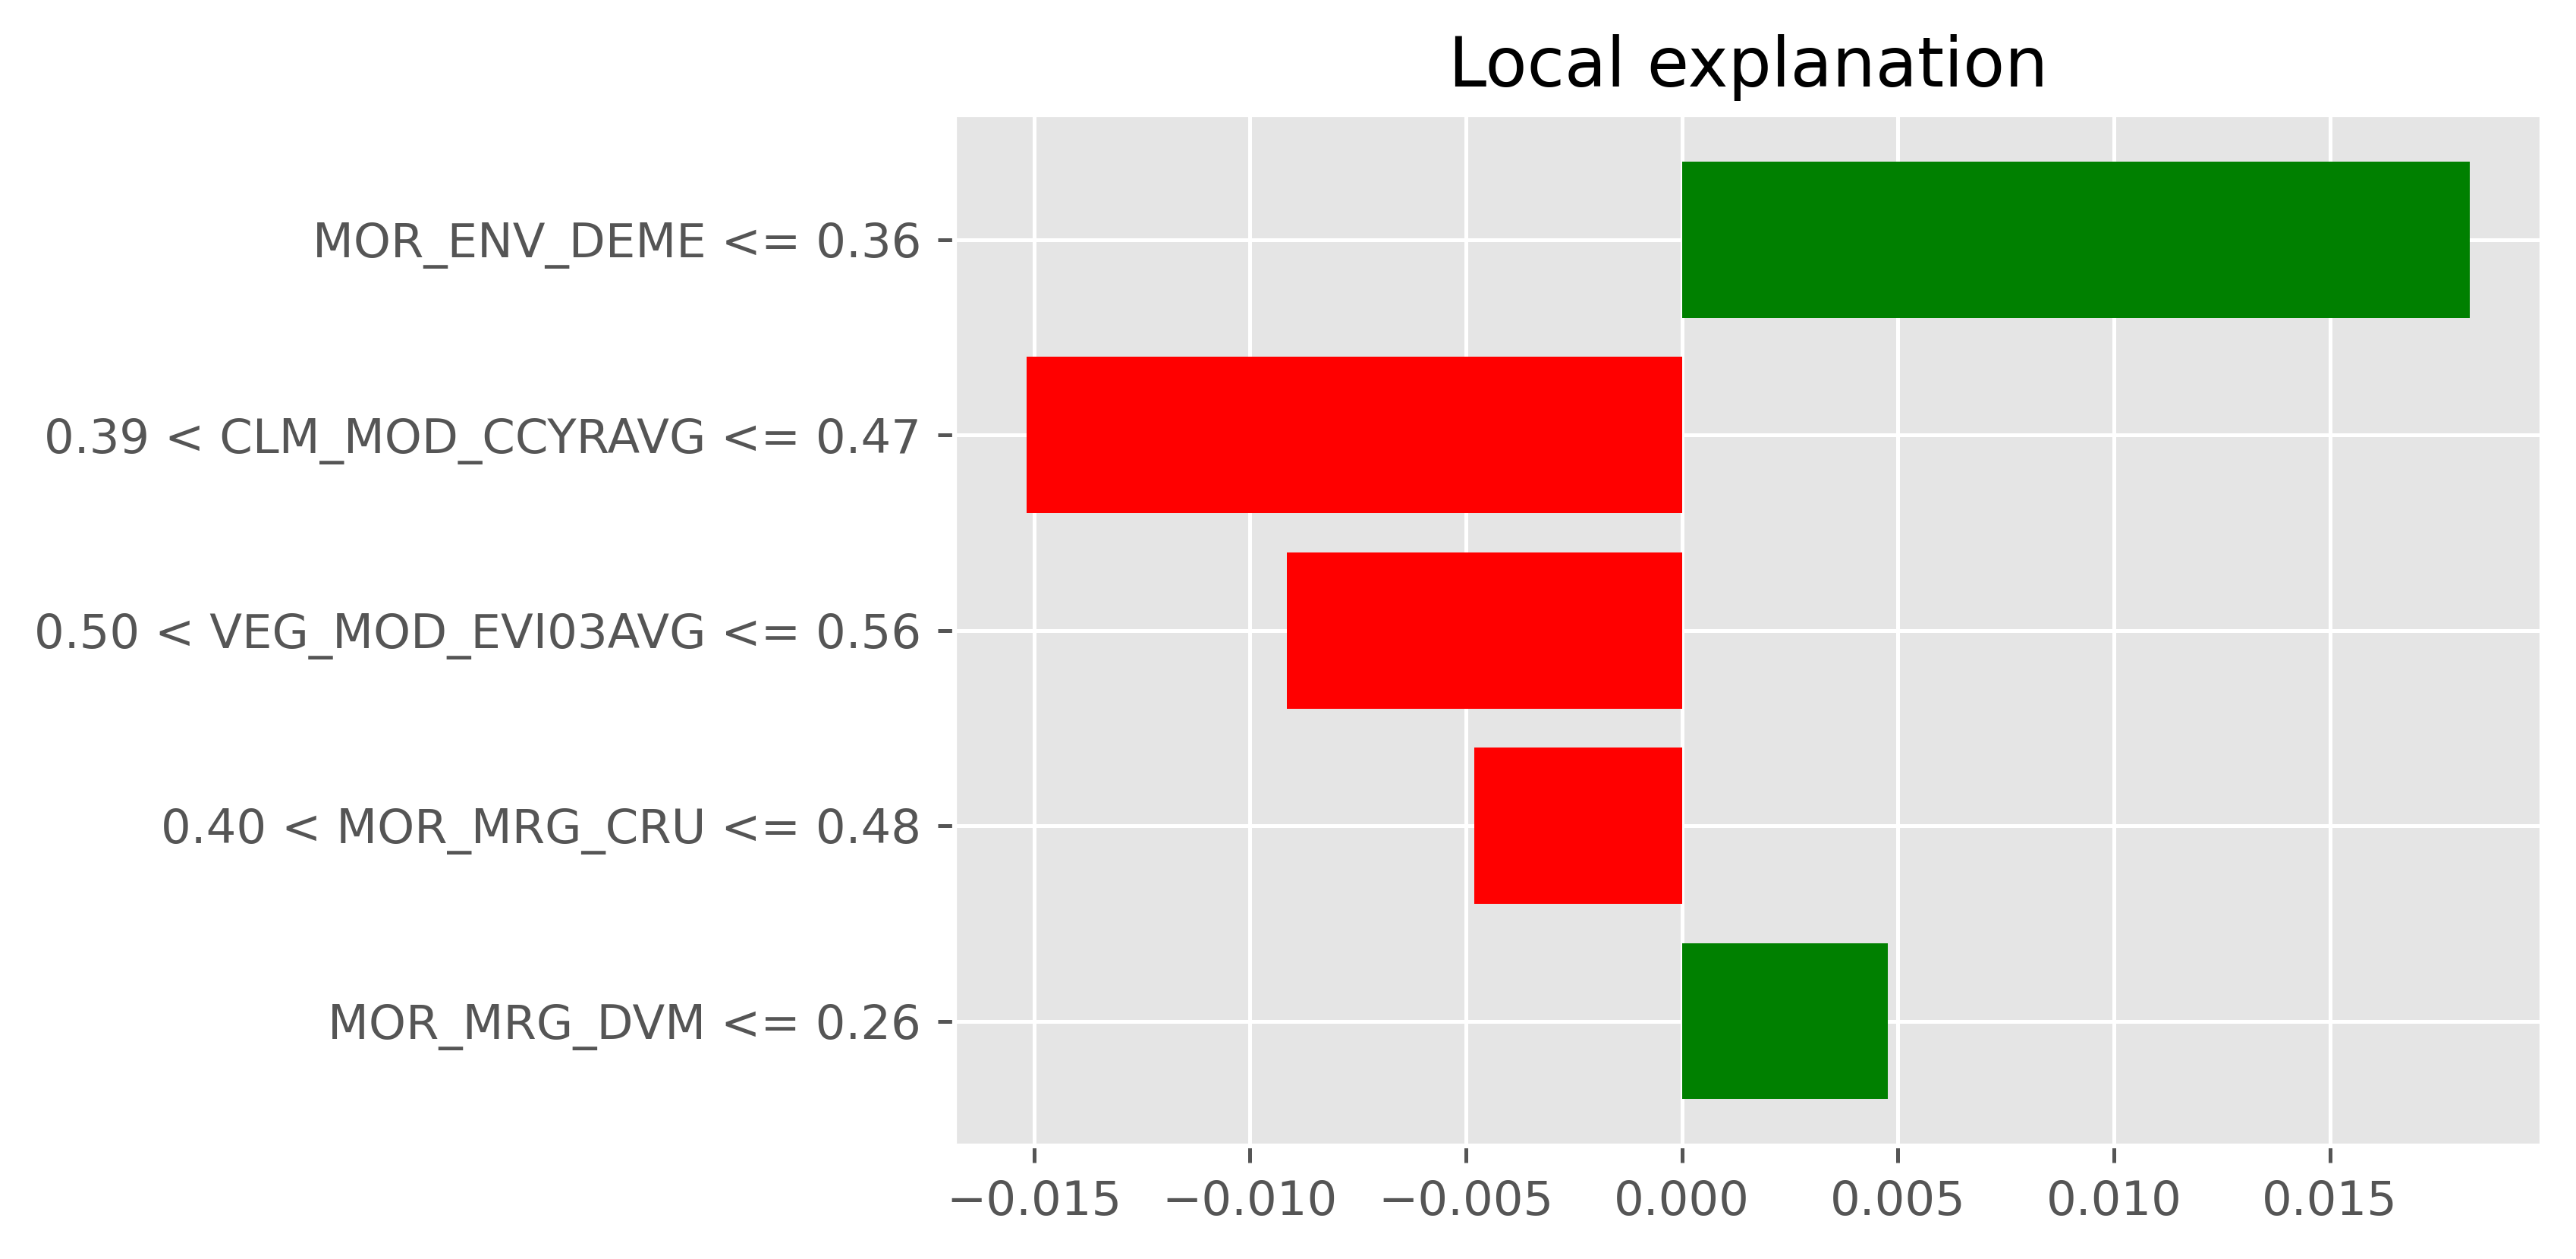 Local explanation
MOR_ENV_DEME <= 0.36
0.39 < CLM_MOD_CCYRAVG <= 0.47
0.50 < VEG_MOD_EVI03AVG <= 0.56
0.40 < MOR_MRG_CRU <= 0.48
MOR_MRG_DVM <= 0.26
−0.015 −0.010 −0.005 0.000 0.005 0.010 0.015